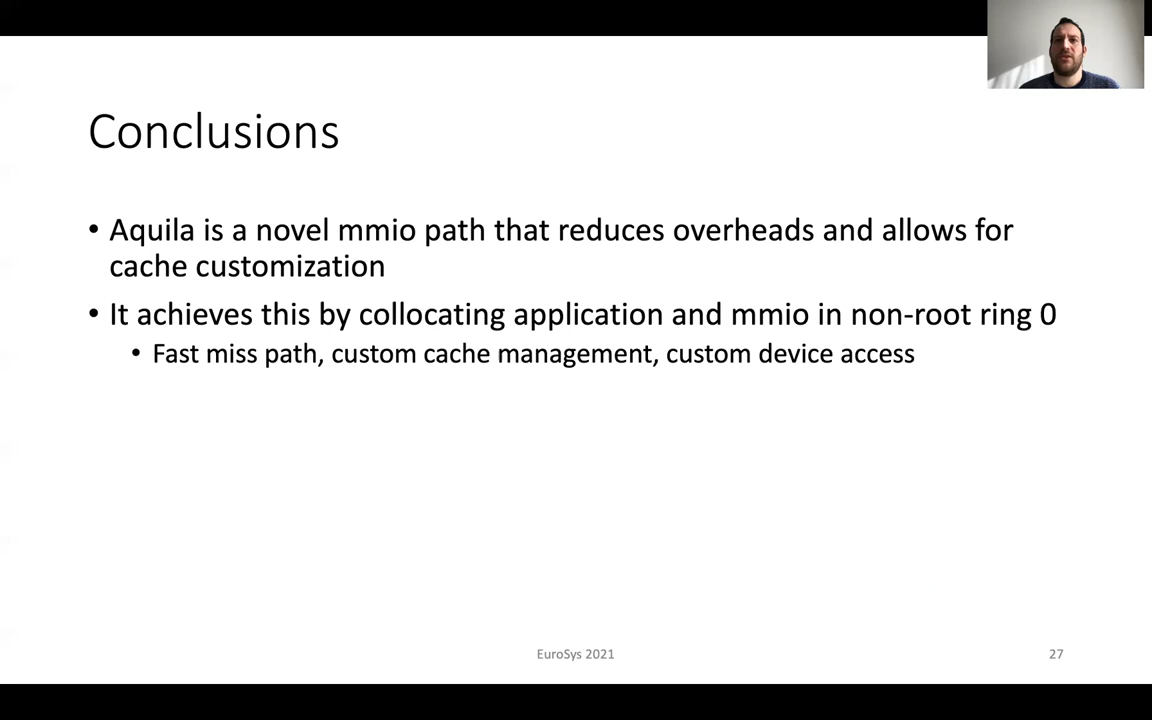 Conclusions
• Aquila is a novel mmio path that reduces overheads and allows for
cache customization
• It achieves this by collocating application and mmio in non-root ring 0
• Fast miss path, custom cache management, custom device access
EuroSys 2021
27